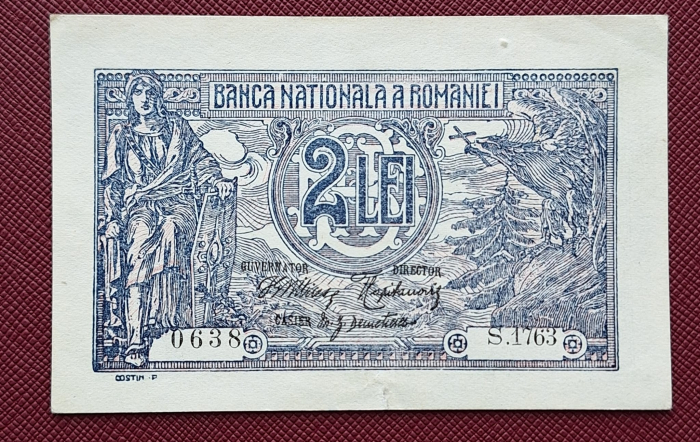 BANCA NATIONALA A ROMANIEI
2 LEI
GUVERNATOR DIRECTOR
CASIER
0638 S.1763
COSTIN P